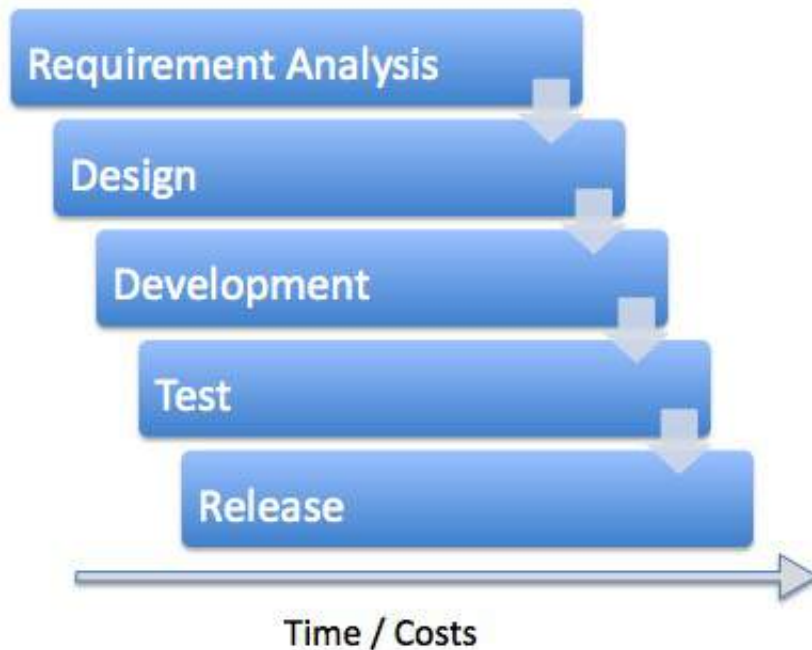 Requirement Analysis
Design
Development
Test
Release
Time / Costs